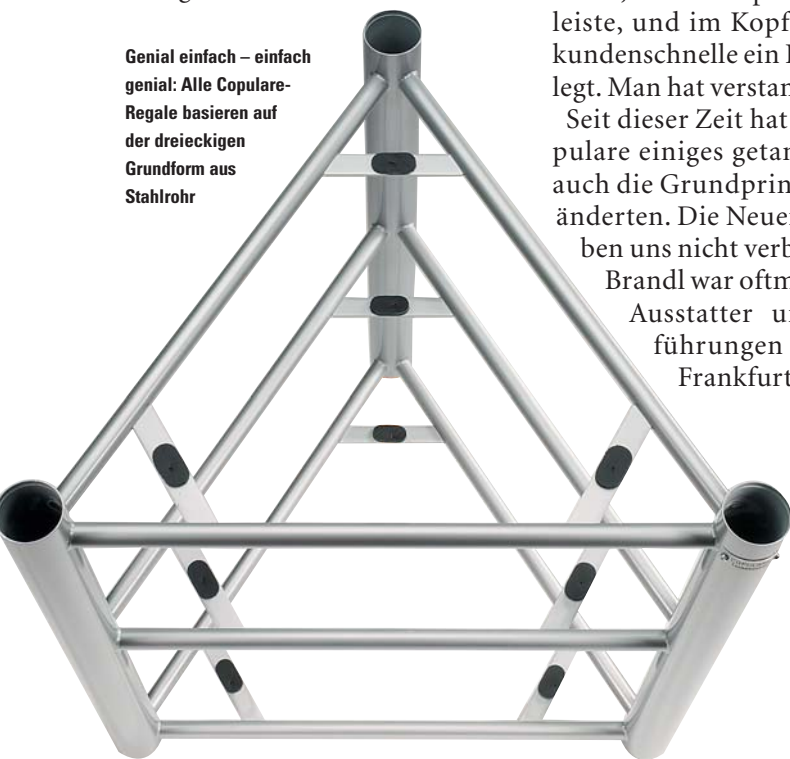 Genial einfach – einfach
genial: Alle Copulare-
Regale basieren auf
der dreieckigen
Grundform aus
Stahlrohr
leiste, und im Kopf
kundenschnelle ein
legt. Man hat verstan
Seit dieser Zeit hat
pulare einiges getan
auch die Grundprin
änderten. Die Neue
ben uns nicht verb
Brandl war oftm
Ausstatter u
führungen
Frankfurt